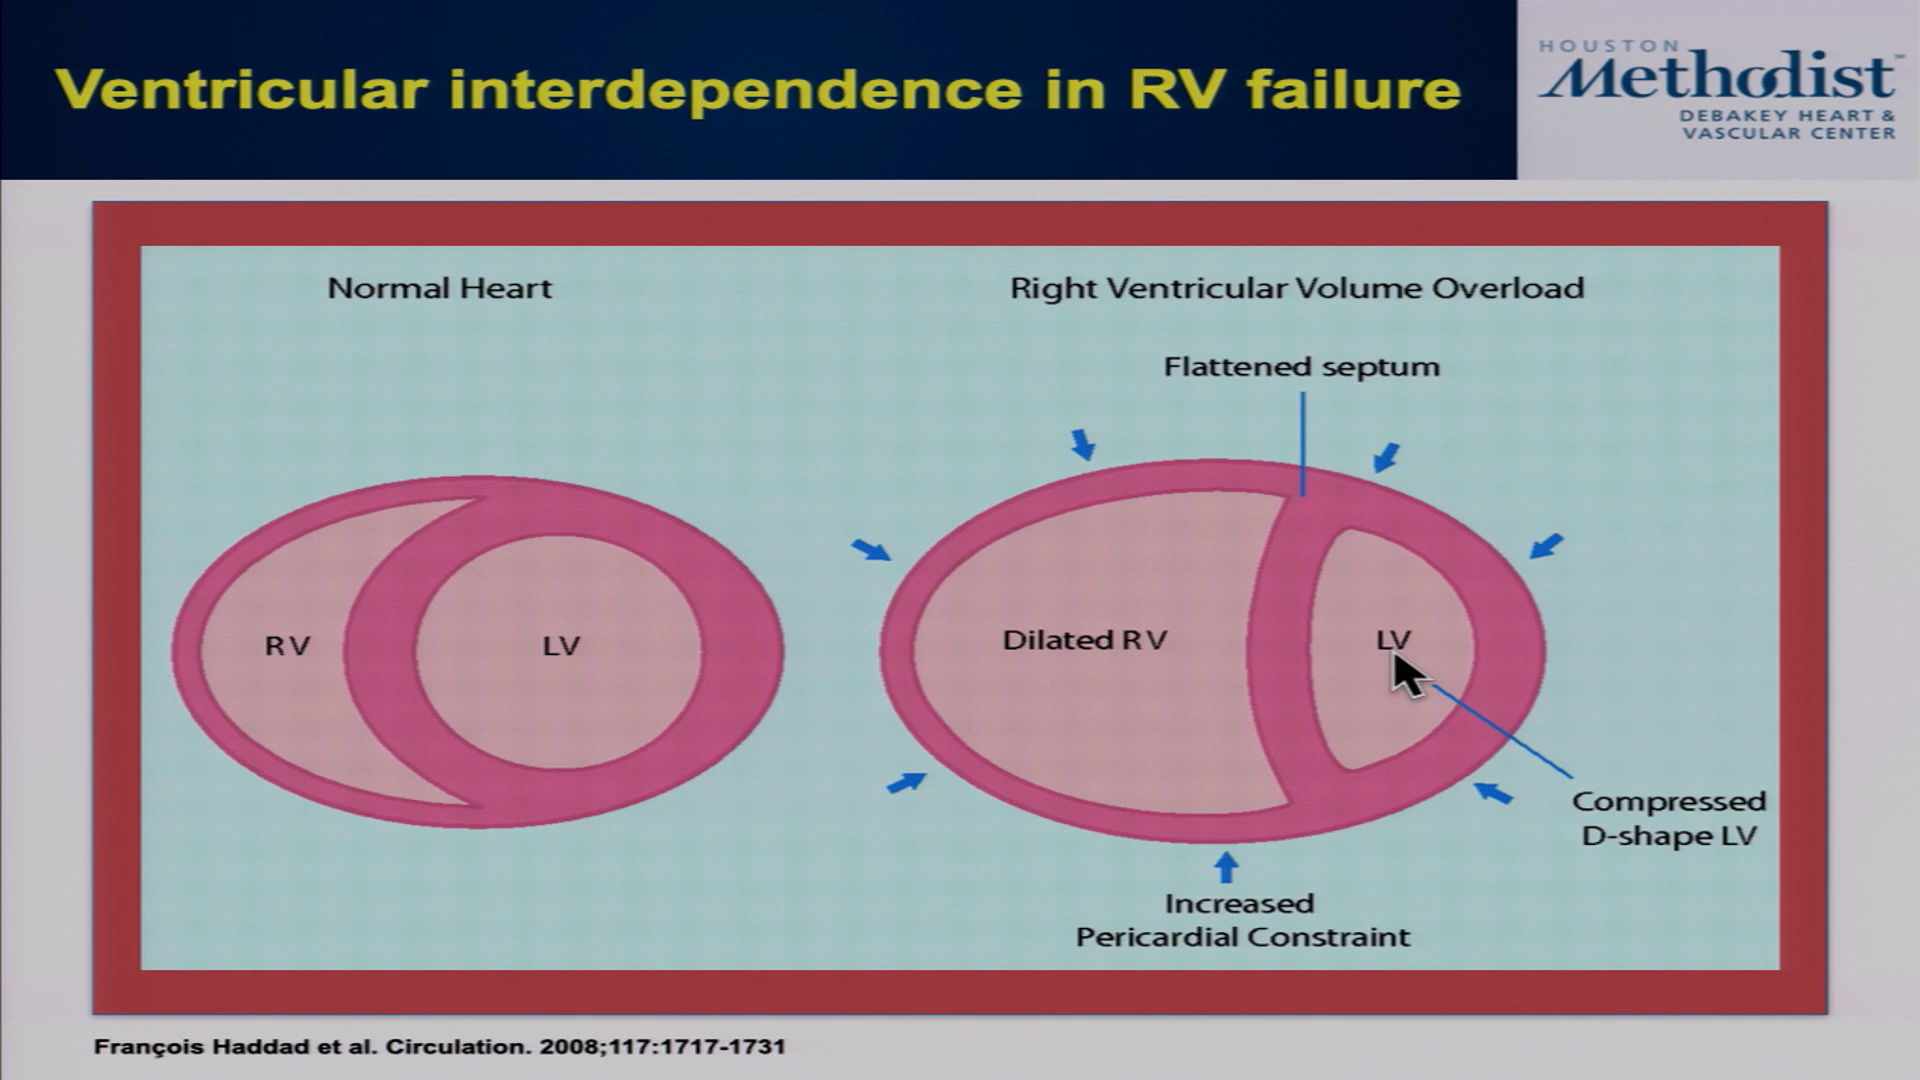 Ventricular interdependence in RV failure
HOUSTON
Methodist
DEBAKEY HEART &
VASCULAR CENTER
Normal Heart
Right Ventricular Volume Overload
Flattened septum
RV
LV
Dilated RV
LV
Compressed
D-shape LV
Increased
Pericardial Constraint
François Haddad et al. Circulation. 2008;117:1717-1731